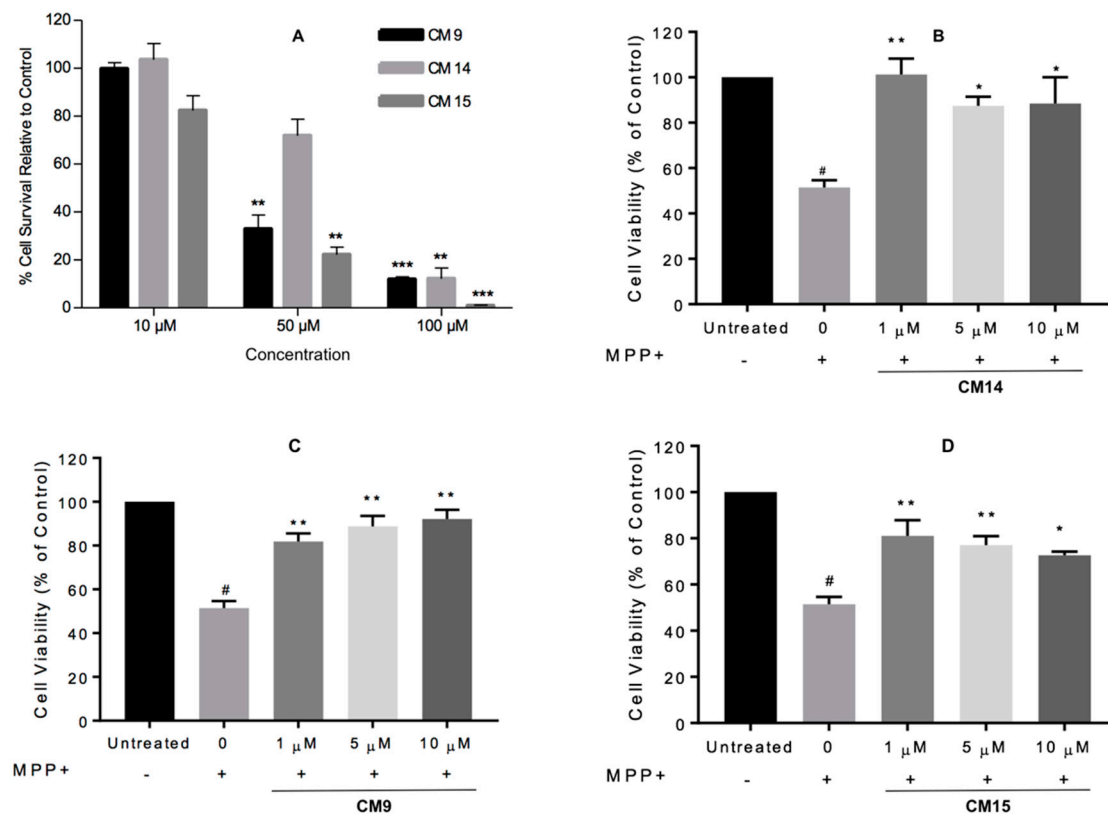 A
% Cell Survival Relative to Control
120
100
80
60
40
20
0
CM 9
CM 14
CM 15
** **
*** ** ***
10 µM 50 µM 100 µM
Concentration
B
Cell Viability (% of Control)
120
100
80
60
40
20
0
# ** * *
Untreated 0 1 μM 5 μM 10 μM
MPP+ - + + + +
CM14
C
Cell Viability (% of Control)
120
100
80
60
40
20
0
# ** ** **
Untreated 0 1 μM 5 μM 10 μM
MPP+ - + + + +
CM9
D
Cell Viability (% of Control)
120
100
80
60
40
20
0
# ** ** *
Untreated 0 1 μM 5 μM 10 μM
MPP+ - + + + +
CM15